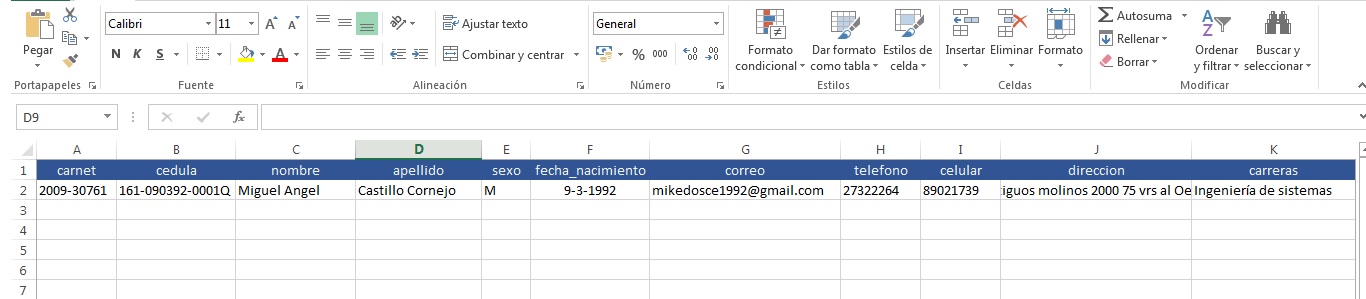 Calibri 11 A A Ajustar texto General Autosuma
Pegar N K S A Combinar y centrar % 000 Formato condicional Dar formato como tabla Estilos de celda Insertar Eliminar Formato Rellenar Borrar Ordenar y filtrar Buscar y seleccionar
Portapapeles Fuente Alineación Número Estilos Celdas Modificar
D9 fx
A B C D E F G H I J K
1 carnet cedula nombre apellido sexo fecha_nacimiento correo telefono celular direccion carreras
2 2009-30761 161-090392-0001Q Miguel Angel Castillo Cornejo M 9-3-1992 mikedosce1992@gmail.com 27322264 89021739 tiguos molinos 2000 75 vrs al Oe Ingeniería de sistemas
3
4
5
6
7